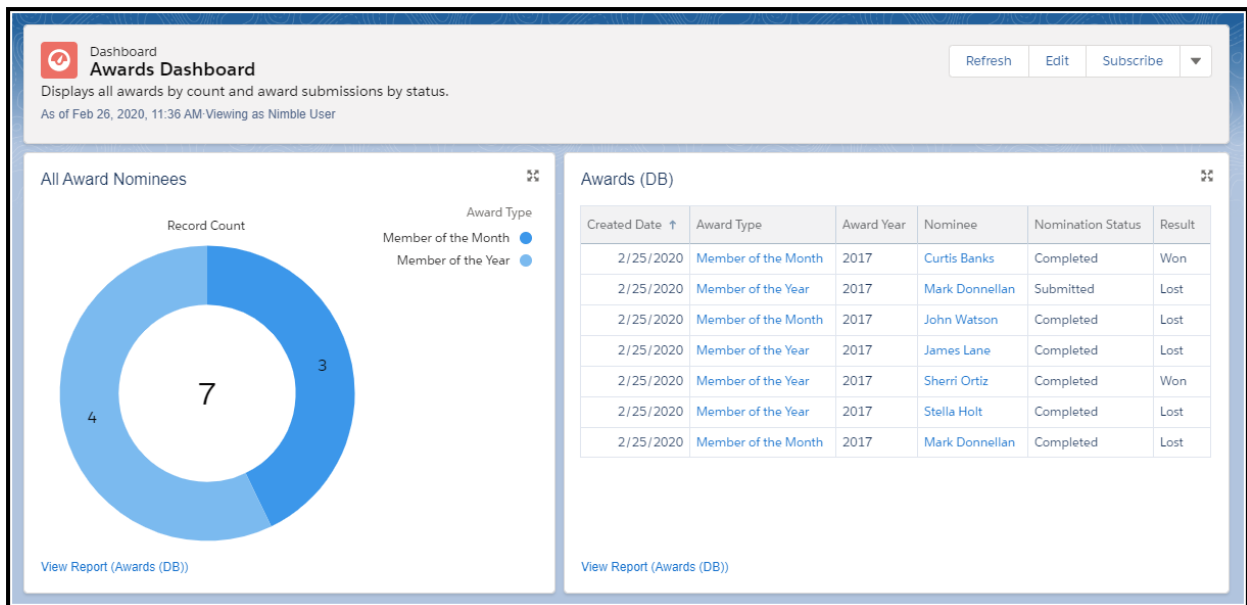 Dashboard
Awards Dashboard
Refresh Edit Subscribe
Displays all awards by count and award submissions by status.
As of Feb 26, 2020, 11:36 AM·Viewing as Nimble User
All Award Nominees
Award Type
Record Count
Member of the Month
Member of the Year
3
7
4
View Report (Awards (DB))
Awards (DB)
Created Date ↑ Award Type Award Year Nominee Nomination Status Result
2/25/2020 Member of the Month 2017 Curtis Banks Completed Won
2/25/2020 Member of the Year 2017 Mark Donnellan Submitted Lost
2/25/2020 Member of the Month 2017 John Watson Completed Lost
2/25/2020 Member of the Year 2017 James Lane Completed Lost
2/25/2020 Member of the Year 2017 Sherri Ortiz Completed Won
2/25/2020 Member of the Year 2017 Stella Holt Completed Lost
2/25/2020 Member of the Month 2017 Mark Donnellan Completed Lost
View Report (Awards (DB))